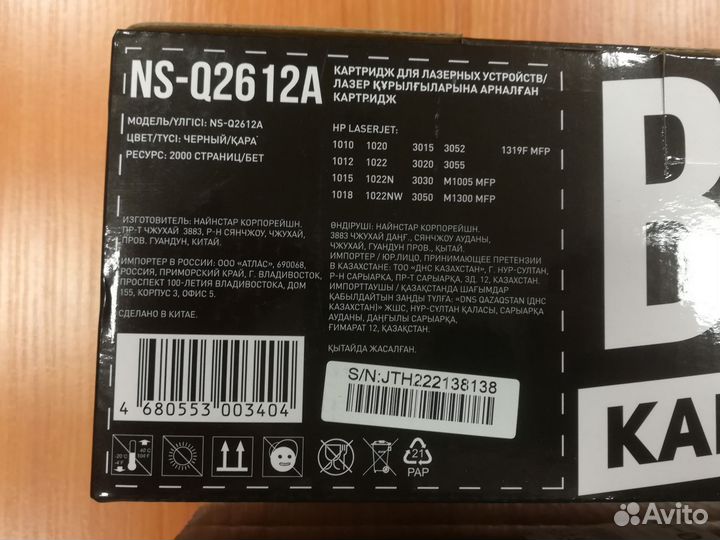 NS-Q2612A
КАРТРИДЖ ДЛЯ ЛАЗЕРНЫХ УСТРОЙСТВ/
ЛАЗЕР ҚҰРЫЛҒЫЛАРЫНА АРНАЛҒАН
КАРТРИДЖ
МОДЕЛЬ/ҮЛГІСІ: NS-Q2612A
ЦВЕТ/ТҮСІ: ЧЕРНЫЙ/ҚАРА
РЕСУРС: 2000 СТРАНИЦ/БЕТ
HP LASERJET:
1010 1020 3015 3052 1319F MFP
1012 1022 3020 3055
1015 1022N 3030 M1005 MFP
1018 1022NW 3050 M1300 MFP
ИЗГОТОВИТЕЛЬ: НАЙНСТАР КОРПОРЕЙШН.
ПР-Т ЧЖУХАЙ 3883, Р-Н СЯНЧЖОУ, ЧЖУХАЙ,
ПРОВ. ГУАНДУН, КИТАЙ.
ИМПОРТЕР В РОССИИ: ООО «АТЛАС», 690068,
РОССИЯ, ПРИМОРСКИЙ КРАЙ, Г. ВЛАДИВОСТОК,
ПРОСПЕКТ 100-ЛЕТИЯ ВЛАДИВОСТОКА, ДОМ
155, КОРПУС 3, ОФИС 5.
СДЕЛАНО В КИТАЕ.
ӨНДІРУШІ: НАЙНСТАР КОРПОРЕЙШН.
3883 ЧЖУХАЙ ДАҢҒ., СЯНЧЖОУ АУДАНЫ,
ЧЖУХАЙ, ГУАНДУН ПРОВ., ҚЫТАЙ.
ИМПОРТЕР / ЮР.ЛИЦО, ПРИНИМАЮЩЕЕ ПРЕТЕНЗИИ
В КАЗАХСТАНЕ: ТОО «ДНС КАЗАХСТАН», Г. НУР-СУЛТАН,
Р-Н САРЫАРКА, ПР-Т САРЫАРКА, ЗД. 12, КАЗАХСТАН.
ИМПОРТТАУШЫ / ҚАЗАҚСТАНДА ШАҒЫМДАР
ҚАБЫЛДАЙТЫН ЗАҢДЫ ТҰЛҒА: «DNS QAZAQSTAN (ДНС
КАЗАХСТАН)» ЖШС, НҰР-СҰЛТАН ҚАЛАСЫ, САРЫАРҚА
АУДАНЫ, ДАҢҒЫЛЫ САРЫАРҚА,
ҒИМАРАТ 12, ҚАЗАҚСТАН.
ҚЫТАЙДА ЖАСАЛҒАН.
S/N:JTH222138138
4 680553 003404
-20°C
-4°F
40°C
104°F
21
PAP
Avito